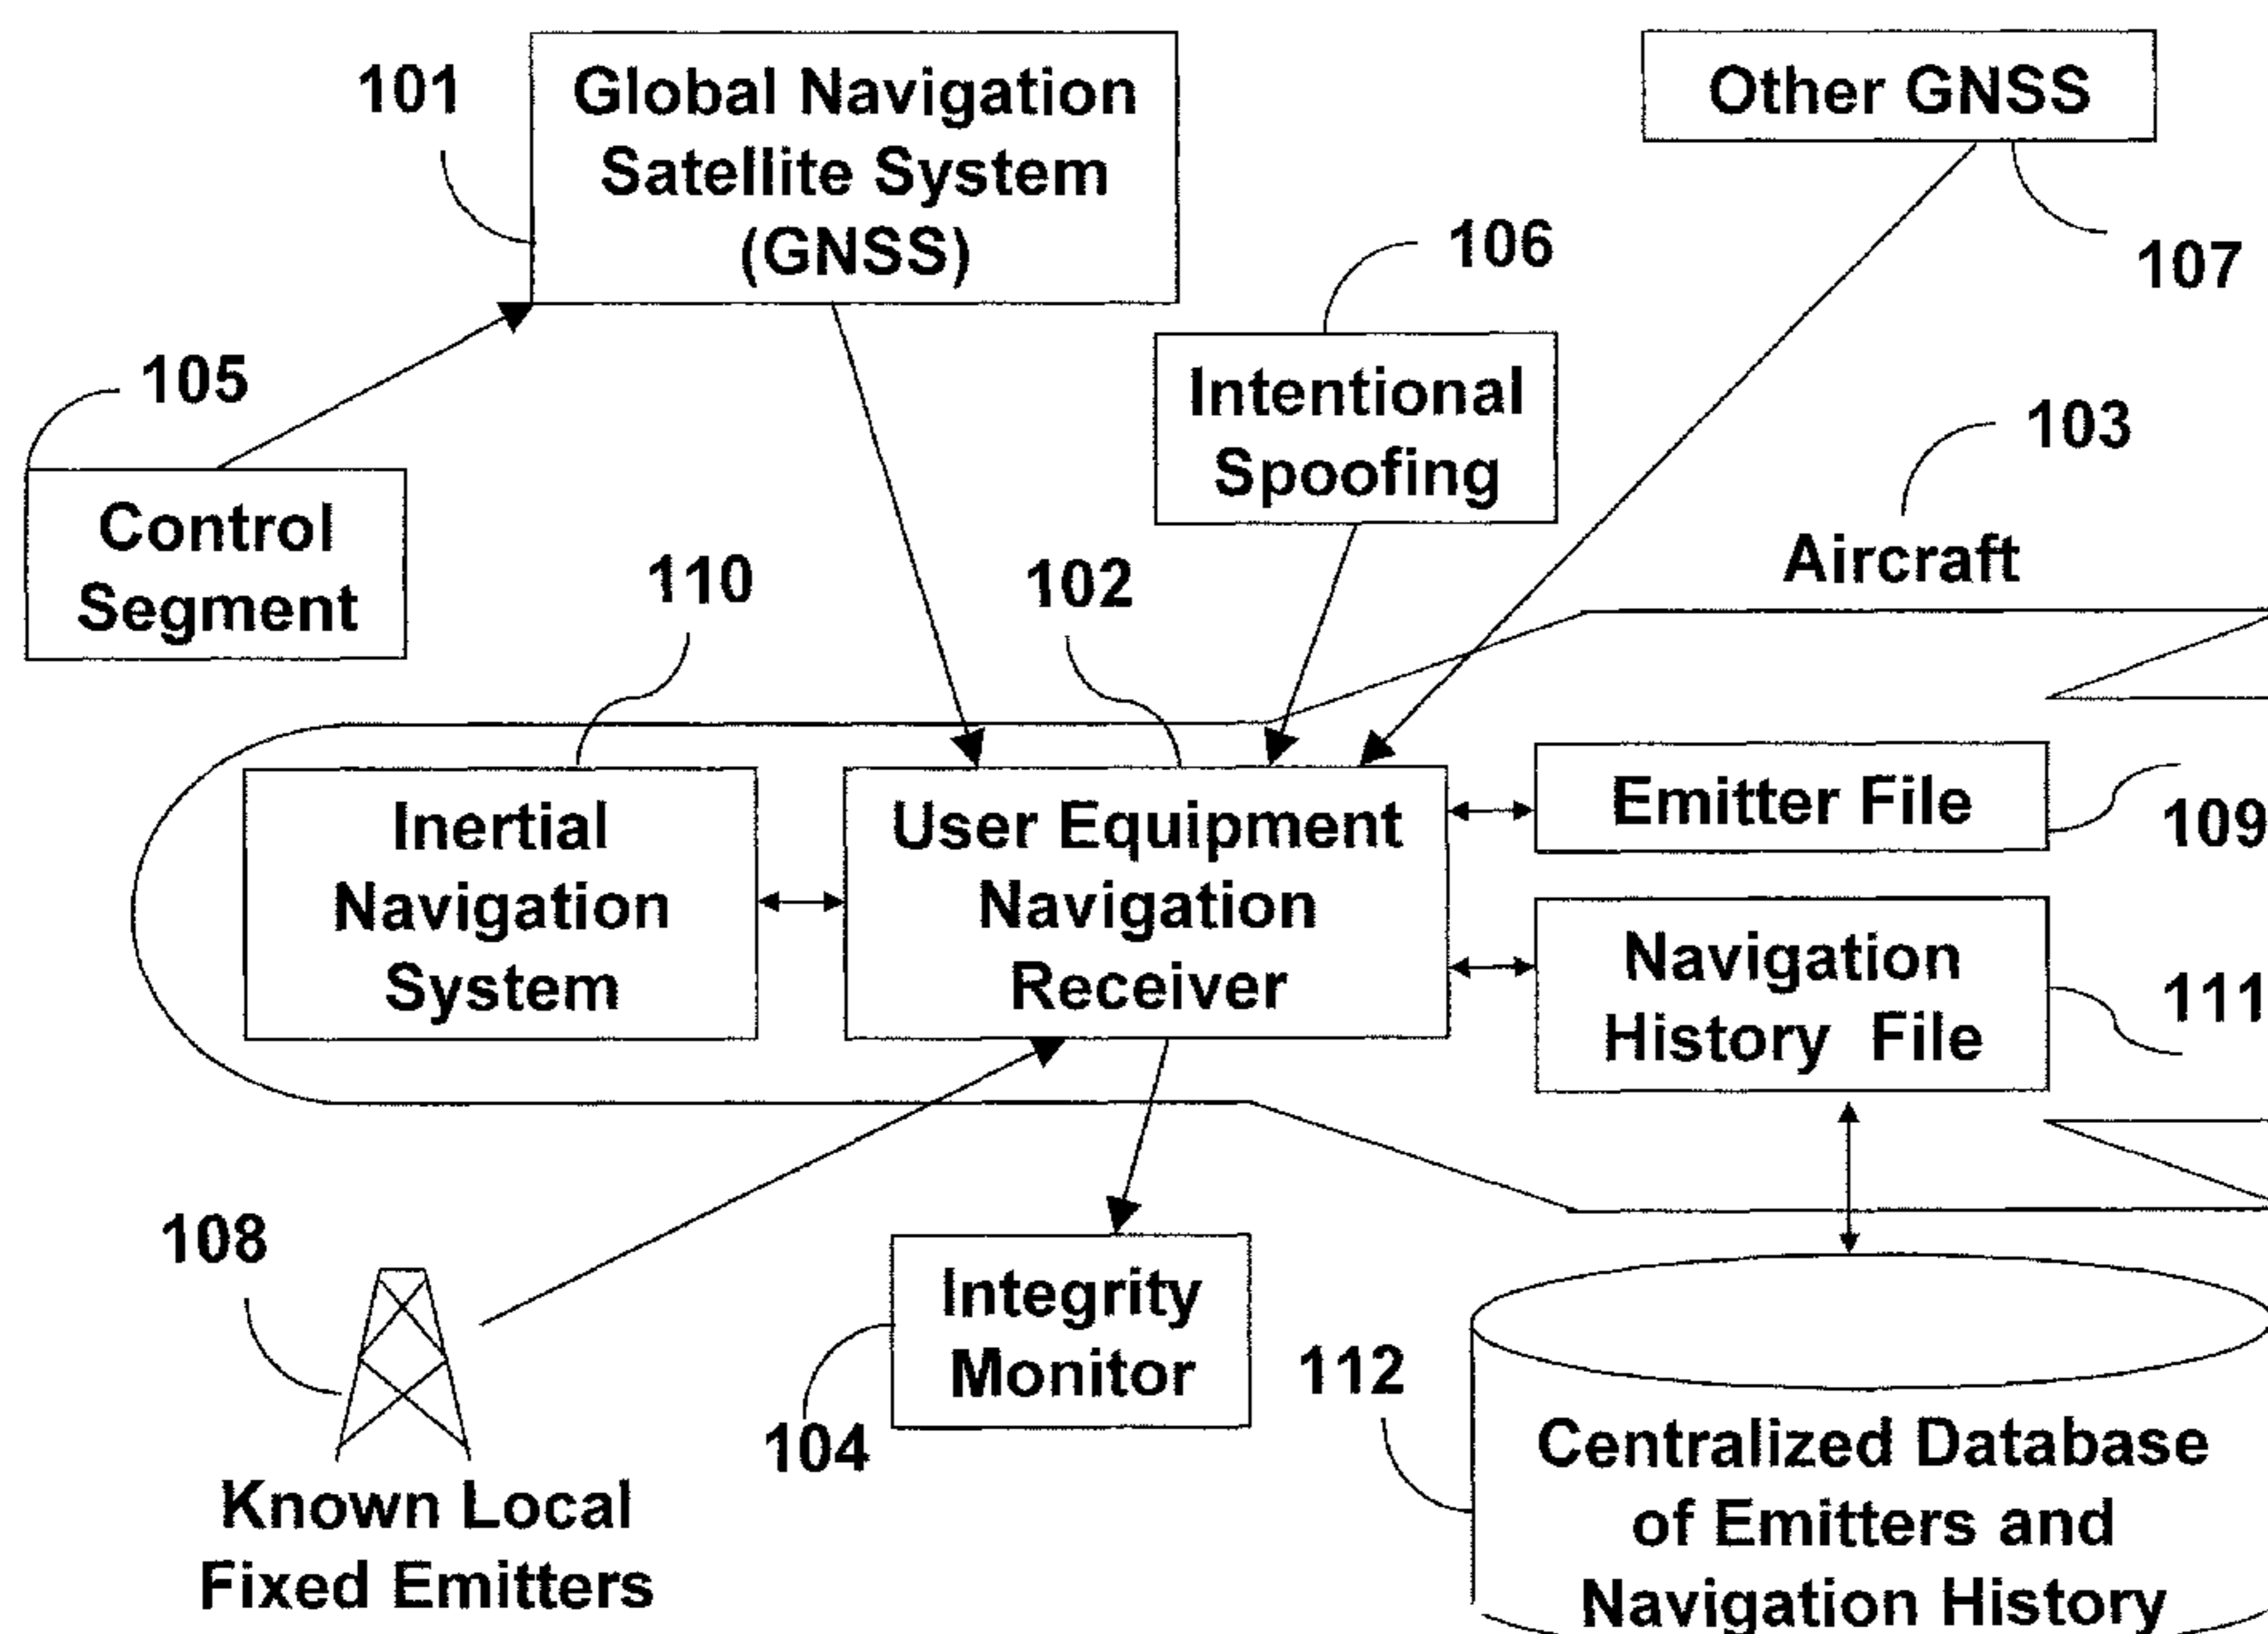 101
Global Navigation
Satellite System
(GNSS)
Other GNSS
107
106
Intentional
Spoofing
105
Control
Segment
103
Aircraft
110
102
Inertial
Navigation
System
User Equipment
Navigation
Receiver
Emitter File
109
Navigation
History File
111
108
Known Local
Fixed Emitters
Integrity
Monitor
104
112
Centralized Database
of Emitters and
Navigation History